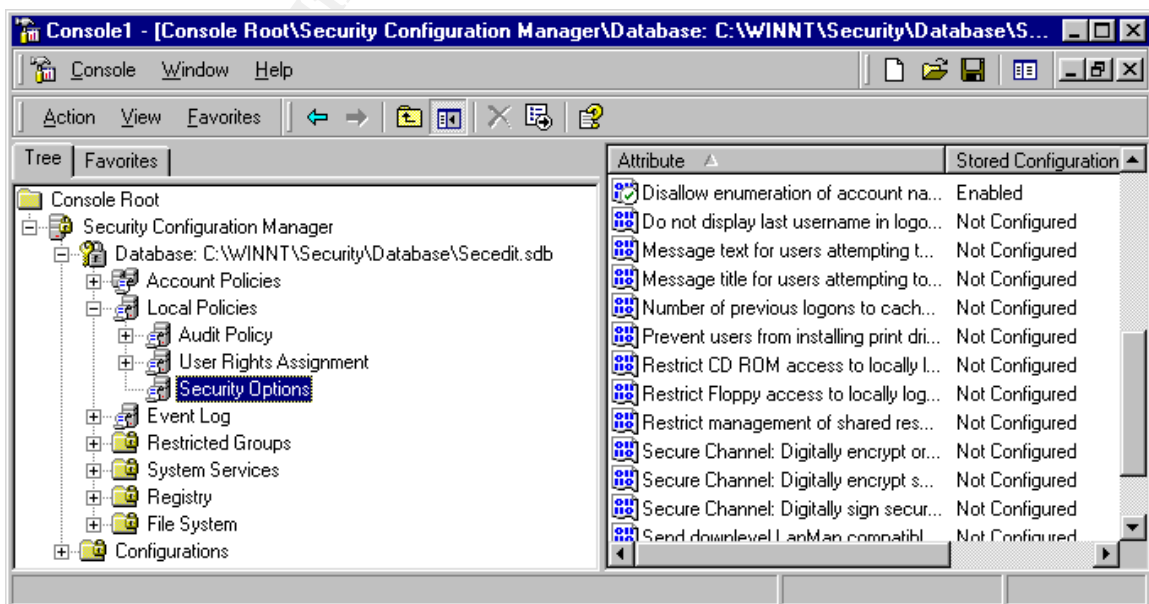 Console1 - [Console Root\Security Configuration Manager\Database: C:\WINNT\Security\Database\S...
Console Window Help
Action View Favorites
Tree Favorites
Console Root
Security Configuration Manager
Database: C:\WINNT\Security\Database\Secedit.sdb
Account Policies
Local Policies
Audit Policy
User Rights Assignment
Security Options
Event Log
Restricted Groups
System Services
Registry
File System
Configurations
Attribute Stored Configuration
Disallow enumeration of account na... Enabled
Do not display last username in logo... Not Configured
Message text for users attempting t... Not Configured
Message title for users attempting to... Not Configured
Number of previous logons to cach... Not Configured
Prevent users from installing print dri... Not Configured
Restrict CD ROM access to locally l... Not Configured
Restrict Floppy access to locally log... Not Configured
Restrict management of shared res... Not Configured
Secure Channel: Digitally encrypt or... Not Configured
Secure Channel: Digitally encrypt s... Not Configured
Secure Channel: Digitally sign secur... Not Configured
Send downlevel LanMan compatibl... Not Configured